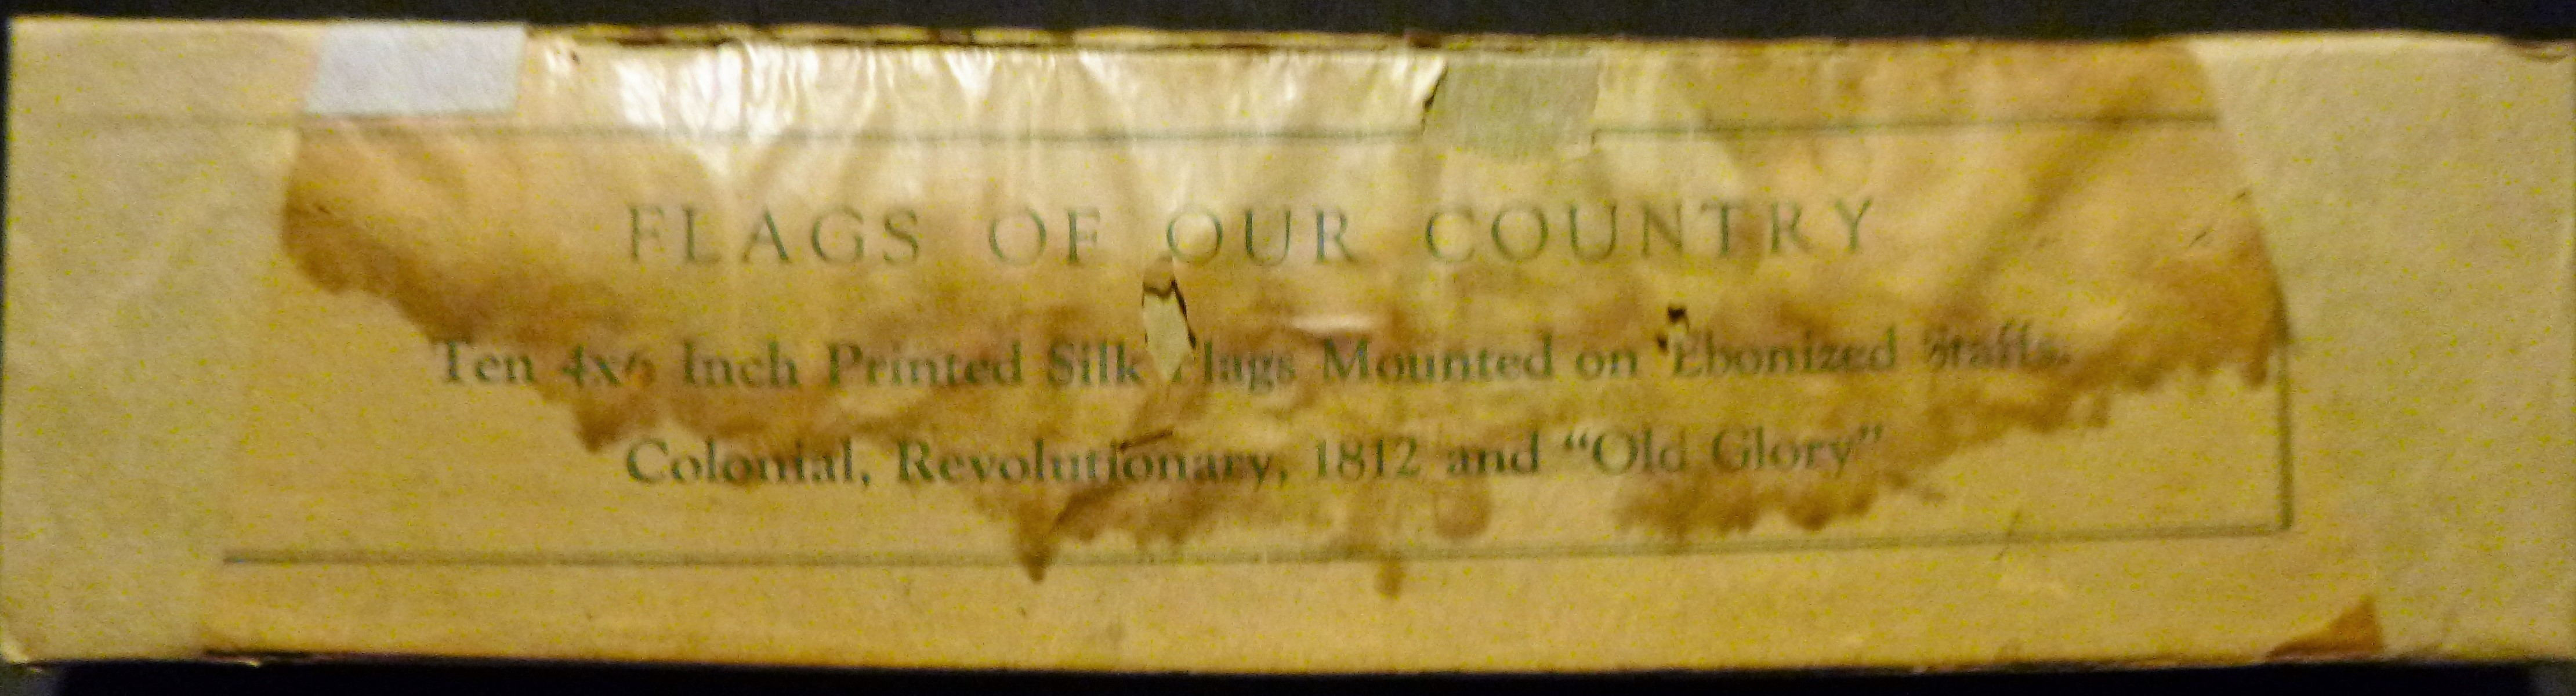 FLAGS OF OUR COUNTRY
Ten 4x6 Inch Printed Silk Flags Mounted on Ebonized Staffs.
Colonial, Revolutionary, 1812 and “Old Glory”